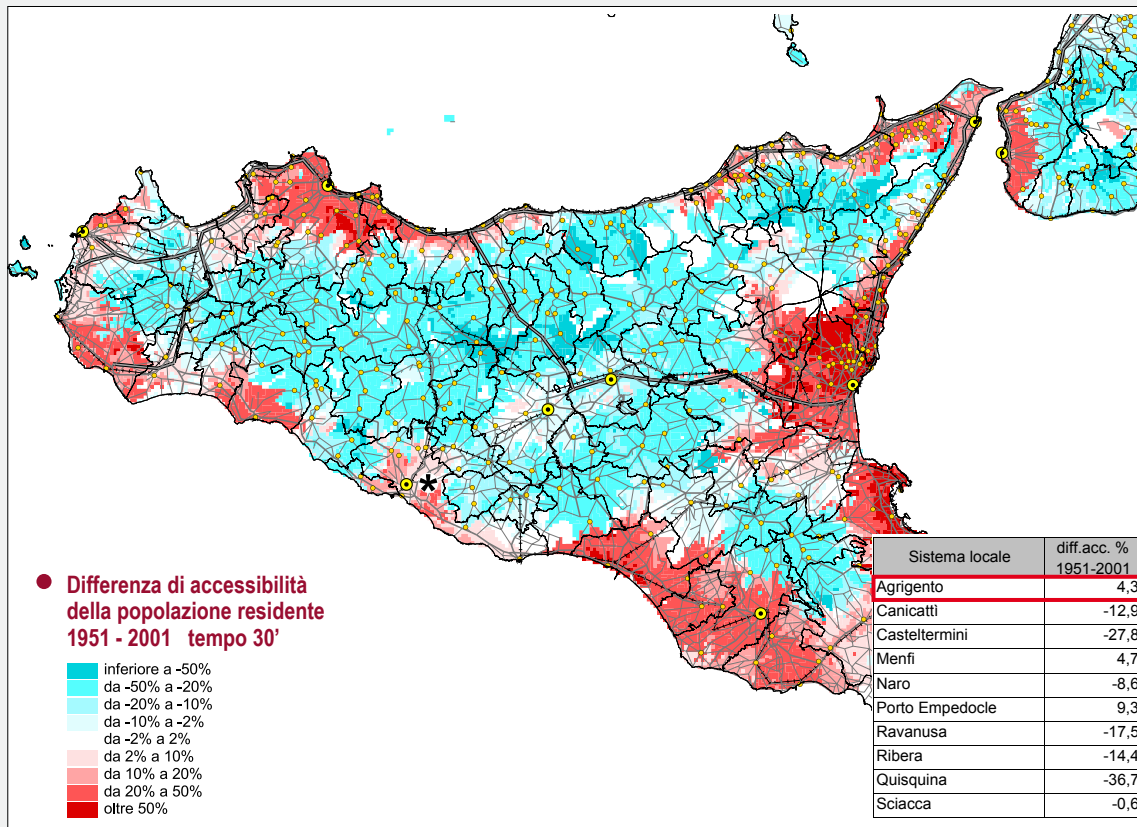 ● Differenza di accessibilità
della popolazione residente
1951 - 2001 tempo 30'
inferiore a -50%
da -50% a -20%
da -20% a -10%
da -10% a -2%
da -2% a 2%
da 2% a 10%
da 10% a 20%
da 20% a 50%
oltre 50%
*
Sistema locale diff.acc. % 1951-2001
Agrigento 4,3
Canicattì -12,9
Casteltermini -27,8
Menfi 4,7
Naro -8,6
Porto Empedocle 9,3
Ravanusa -17,5
Ribera -14,4
Quisquina -36,7
Sciacca -0,6